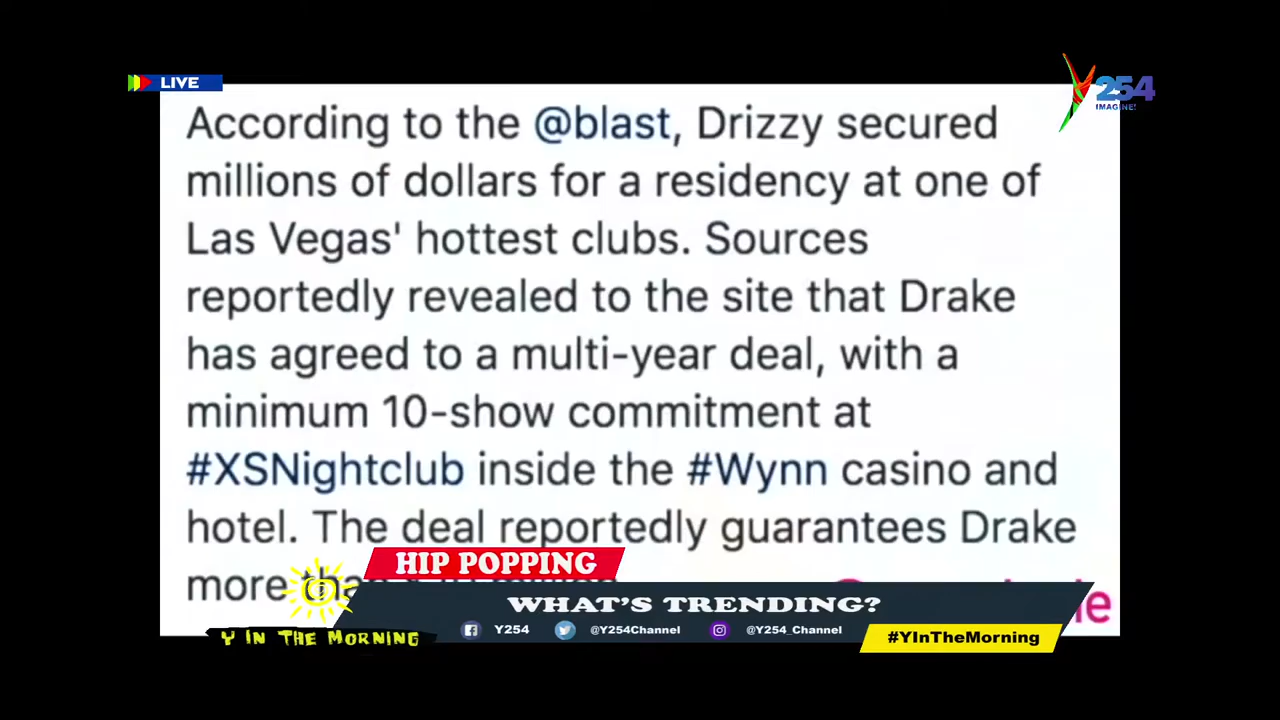 LIVE
Y254
IMAGINE!
According to the @blast, Drizzy secured
millions of dollars for a residency at one of
Las Vegas' hottest clubs. Sources
reportedly revealed to the site that Drake
has agreed to a multi-year deal, with a
minimum 10-show commitment at
#XSNightclub inside the #Wynn casino and
hotel. The deal reportedly guarantees Drake
more
HIP POPPING
WHAT'S TRENDING?
Y IN THE MORNING
Y254
@Y254Channel
@Y254_Channel
#YInTheMorning